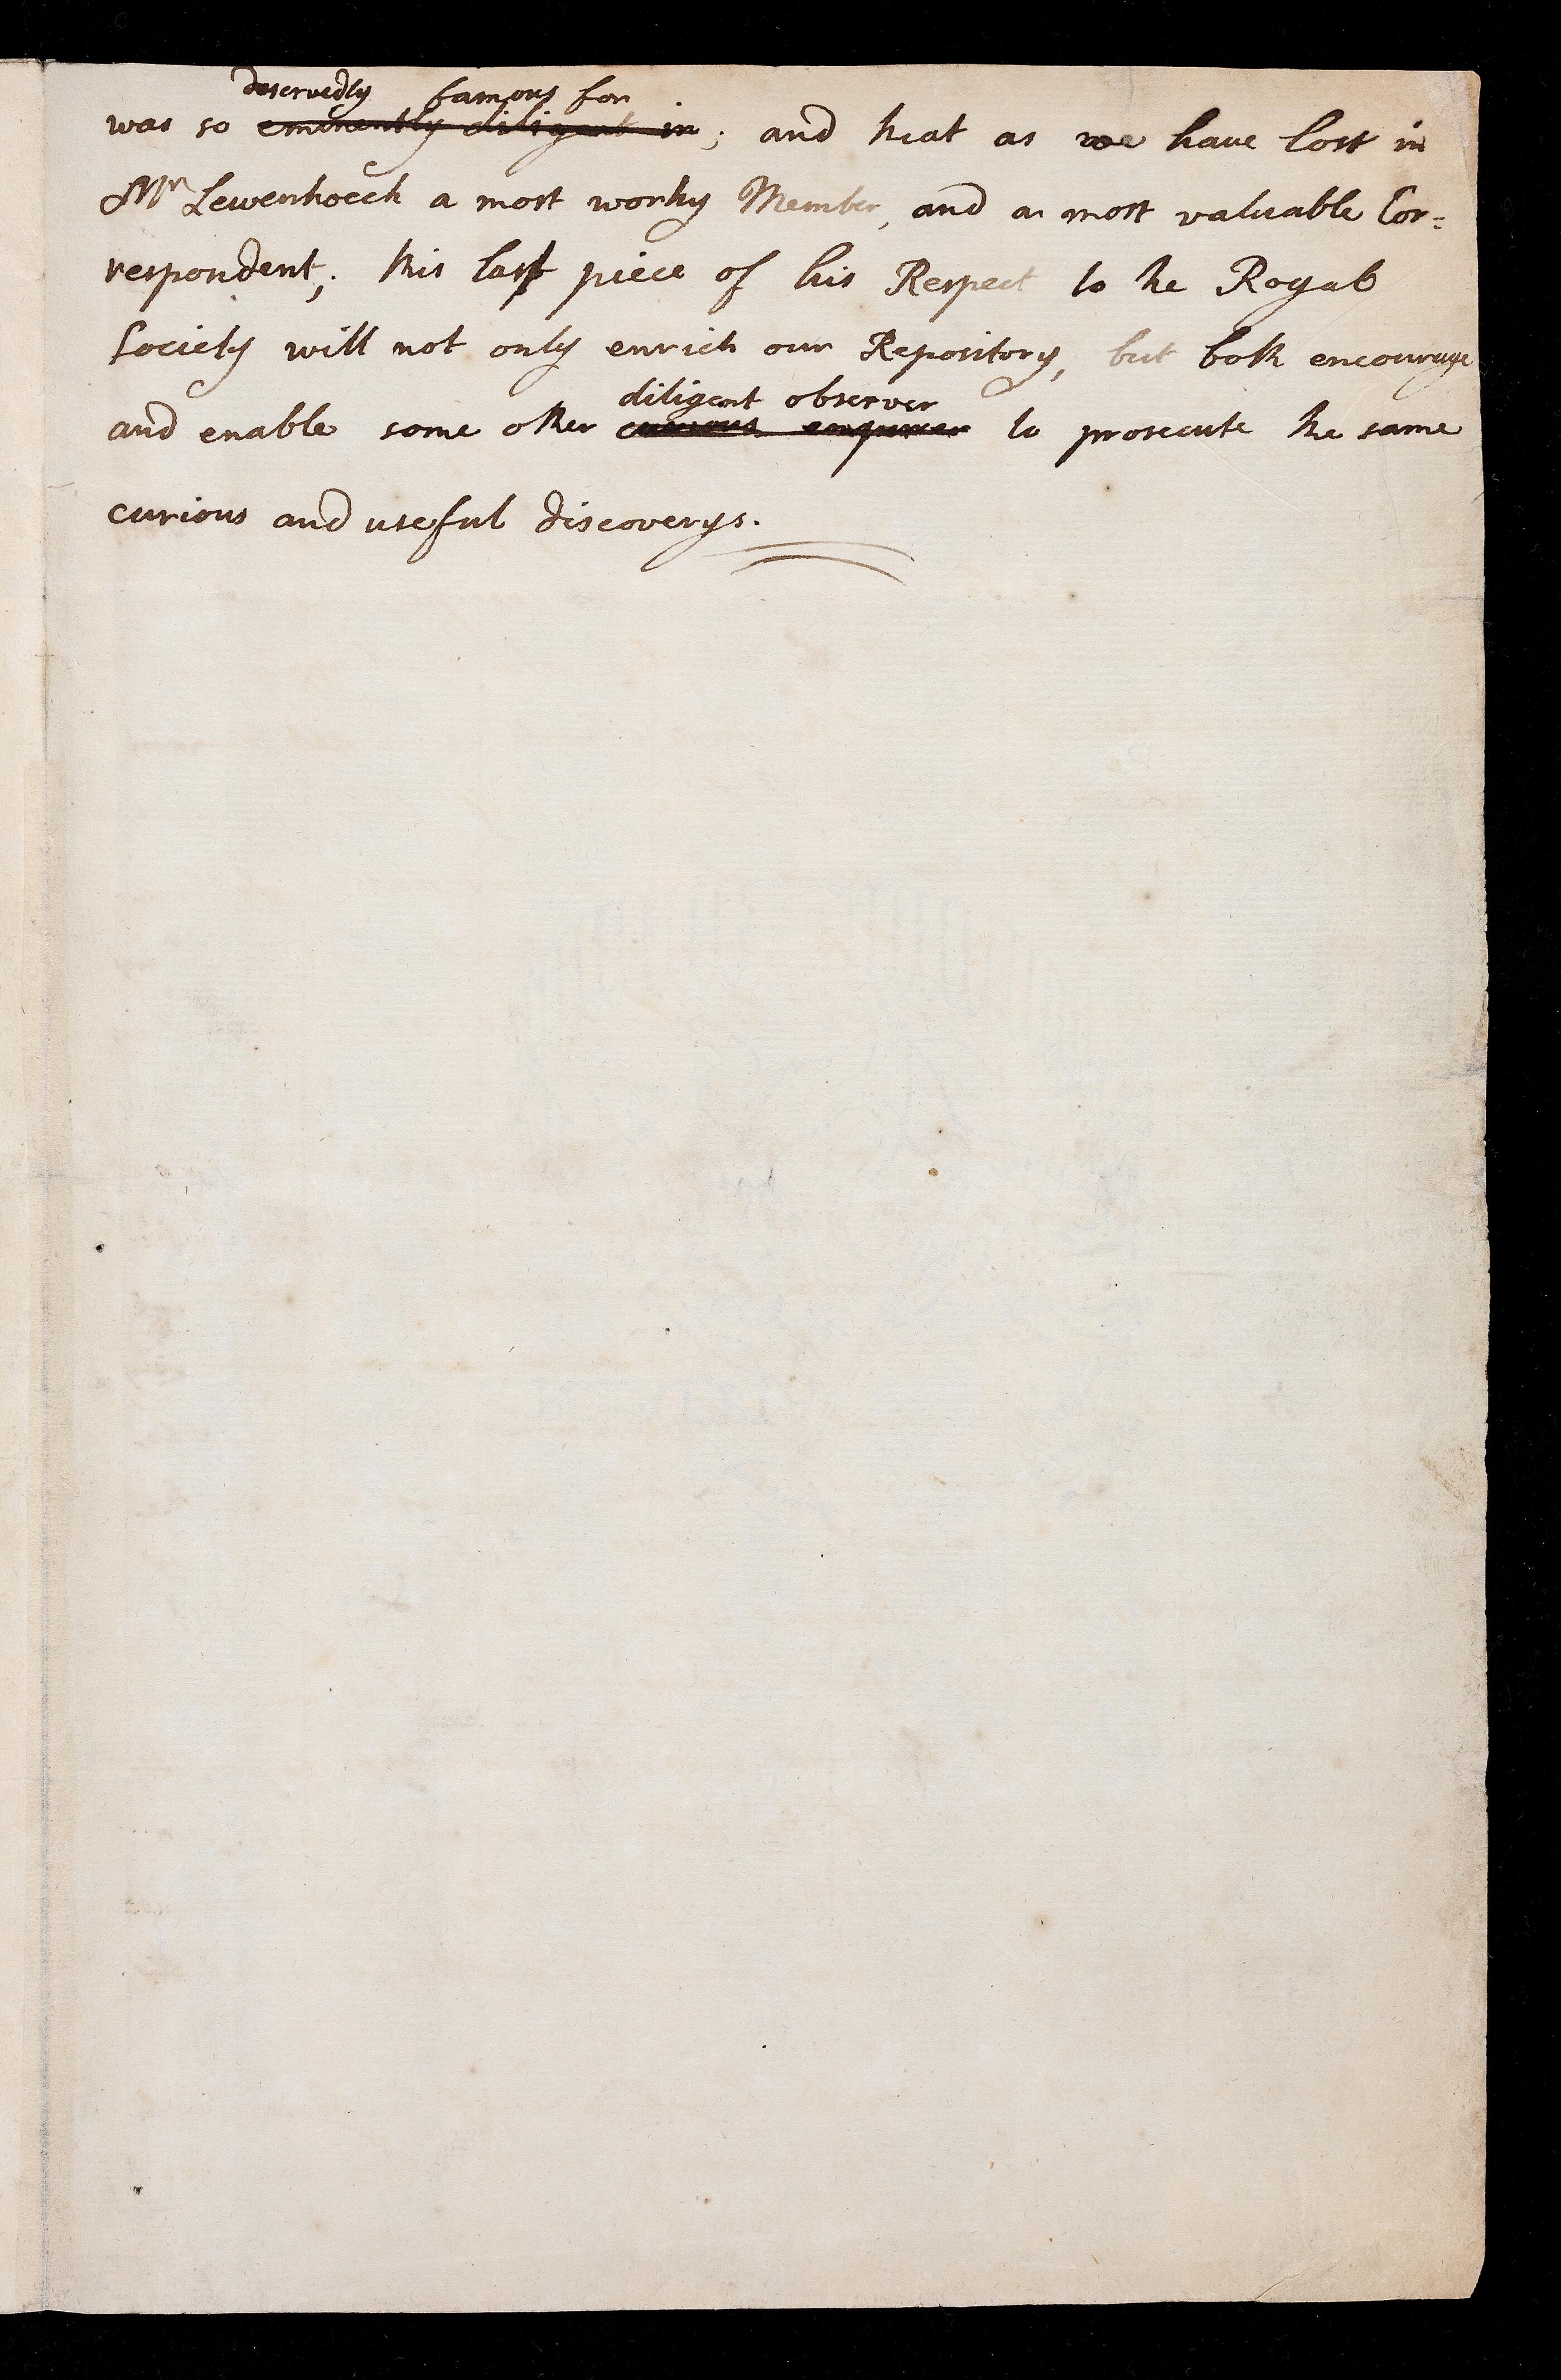 deservedly famous for
was so eminently diligent in; and that as we have lost in
Mr Lewenhoeck a most worthy Member, and a most valuable Cor=
respondent; this last piece of his Respect to the Royal
Society will not only enrich our Repository, but both encourage
diligent observer
and enable some other curious enquirer to prosecute the same
curious and useful discoverys.